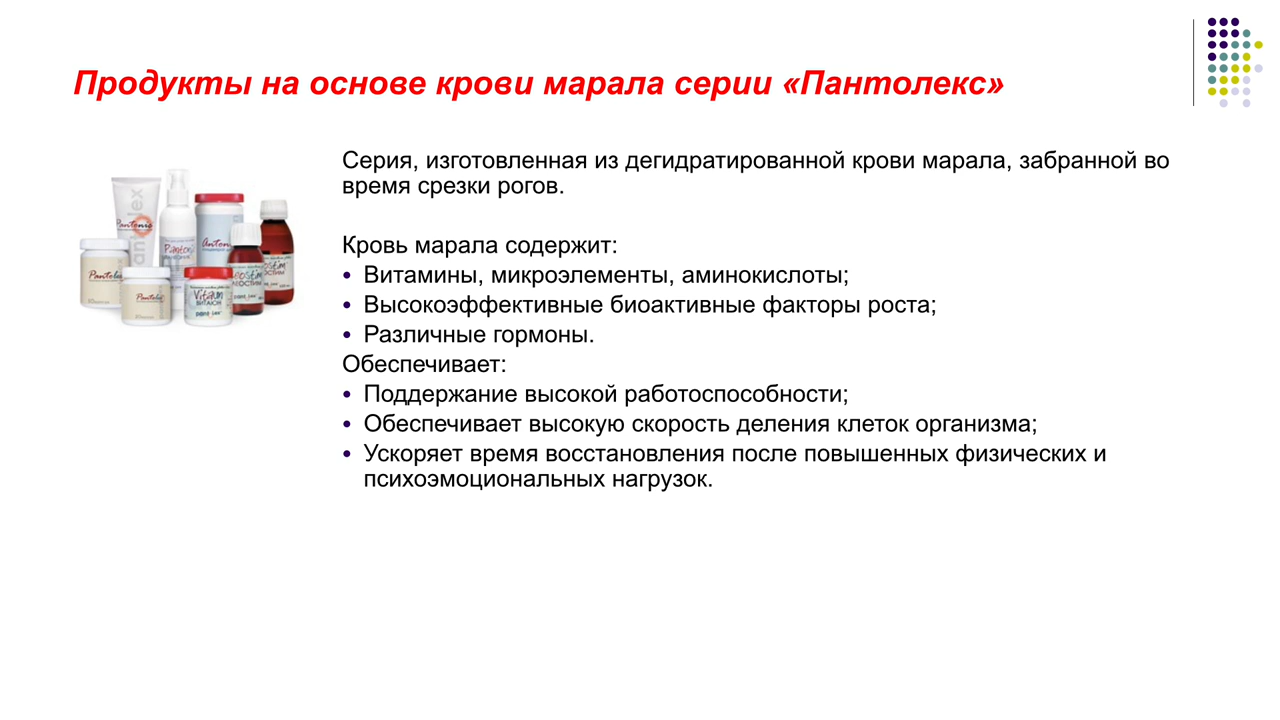 Продукты на основе крови марала серии «Пантолекс»
Серия, изготовленная из дегидратированной крови марала, забранной во
время срезки рогов.
Кровь марала содержит:
• Витамины, микроэлементы, аминокислоты;
• Высокоэффективные биоактивные факторы роста;
• Различные гормоны.
Обеспечивает:
• Поддержание высокой работоспособности;
• Обеспечивает высокую скорость деления клеток организма;
• Ускоряет время восстановления после повышенных физических и
психоэмоциональных нагрузок.